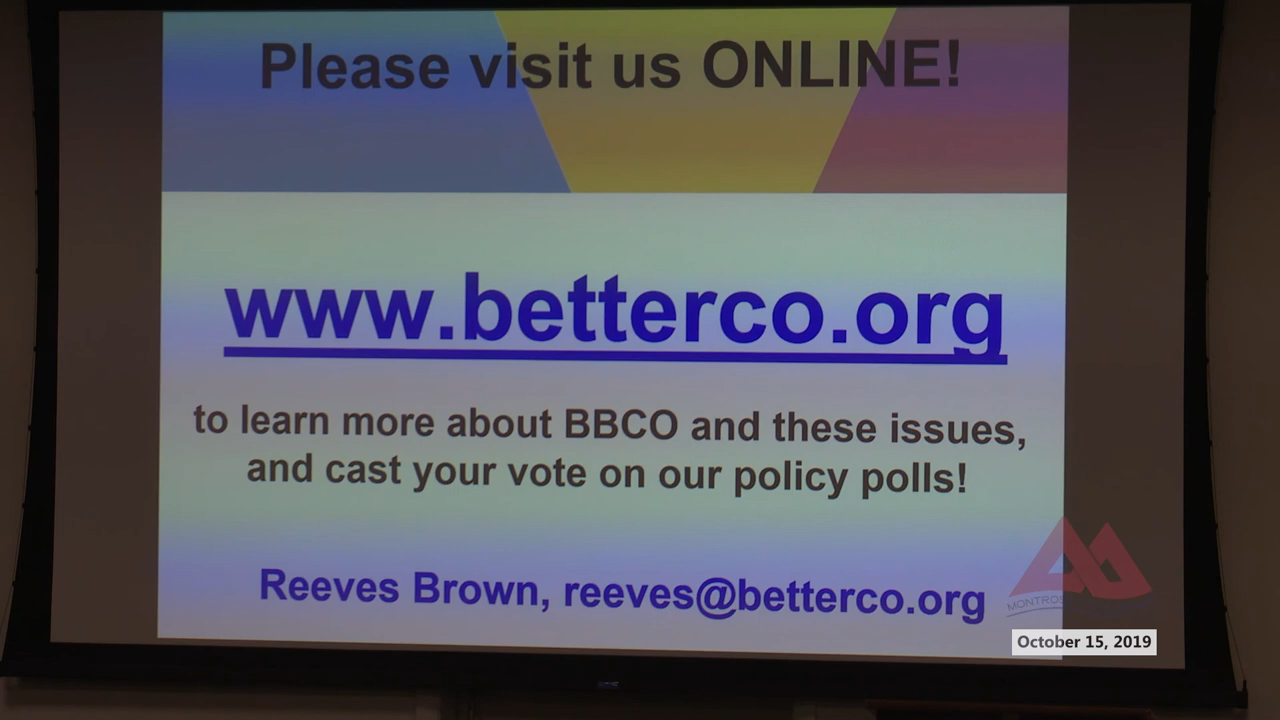 Please visit us ONLINE!
www.betterco.org
to learn more about BBCO and these issues,
and cast your vote on our policy polls!
Reeves Brown, reeves@betterco.org
October 15, 2019